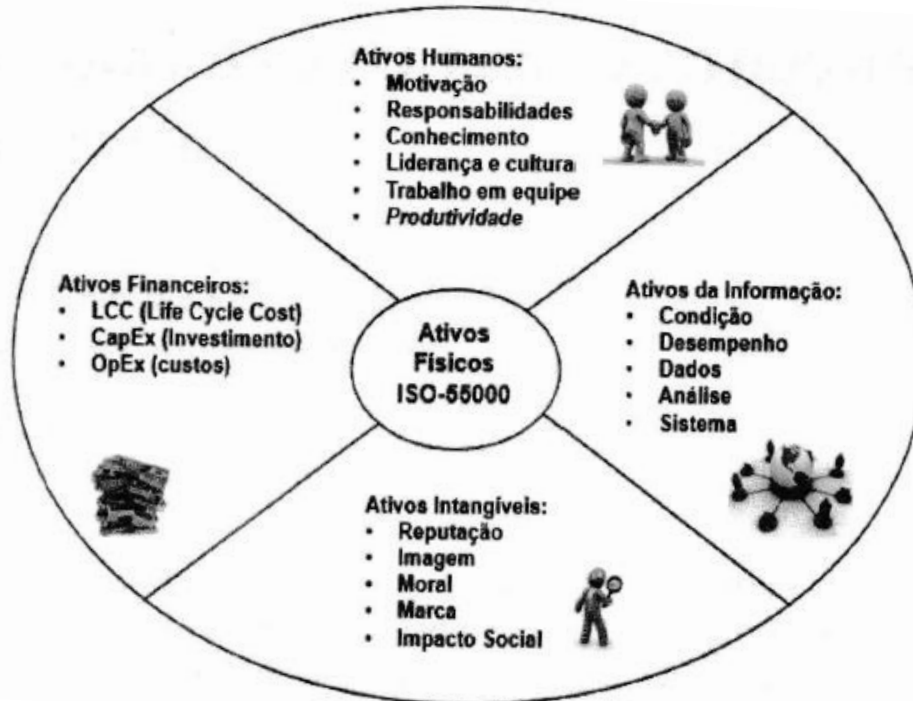 Ativos Humanos:
• Motivação
• Responsabilidades
• Conhecimento
• Liderança e cultura
• Trabalho em equipe
• Produtividade
Ativos Financeiros:
• LCC (Life Cycle Cost)
• CapEx (Investimento)
• OpEx (custos)
Ativos
Físicos
ISO-55000
Ativos da Informação:
• Condição
• Desempenho
• Dados
• Análise
• Sistema
Ativos Intangíveis:
• Reputação
• Imagem
• Moral
• Marca
• Impacto Social